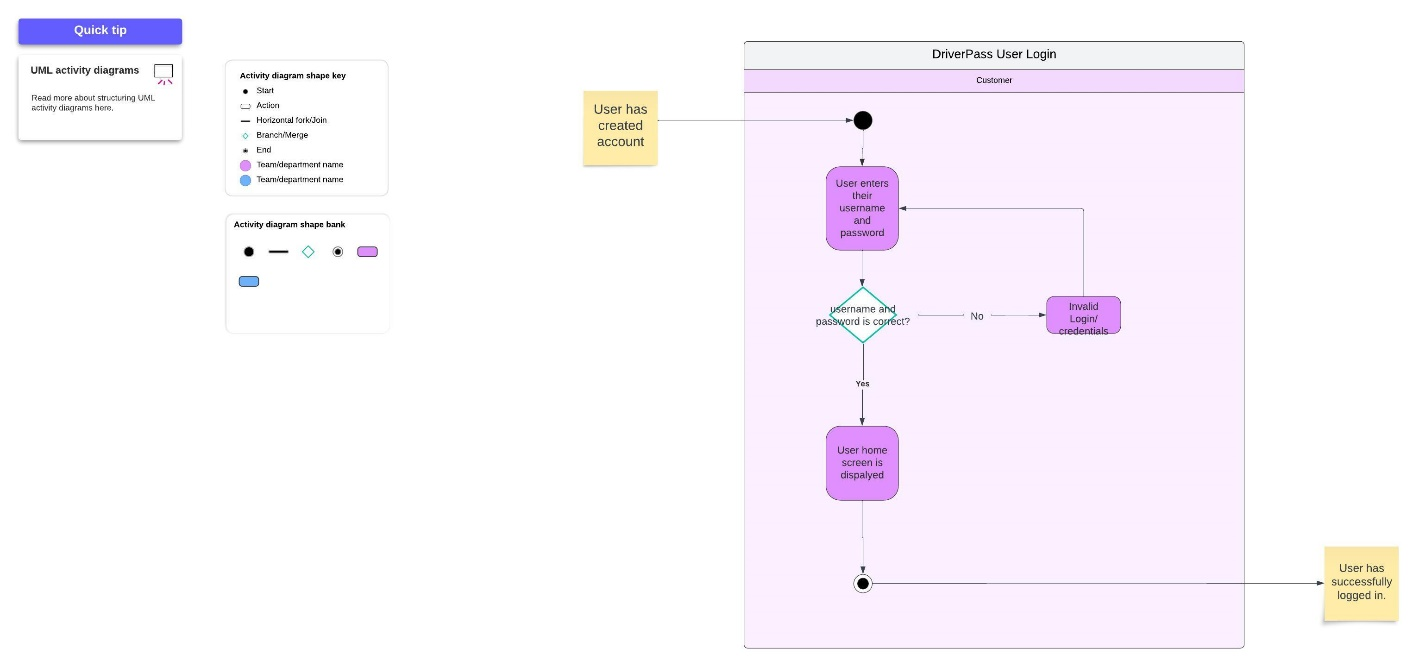 Quick tip
UML activity diagrams
Read more about structuring UML
activity diagrams here.
Activity diagram shape key
Start
Action
Horizontal fork/Join
Branch/Merge
End
Team/department name
Team/department name
Activity diagram shape bank
User has
created
account
DriverPass User Login
Customer
User enters
their
username
and
password
username and
password is correct?
No
Invalid
Login/
credentials
Yes
User home
screen is
dispalyed
User has
successfully
logged in.